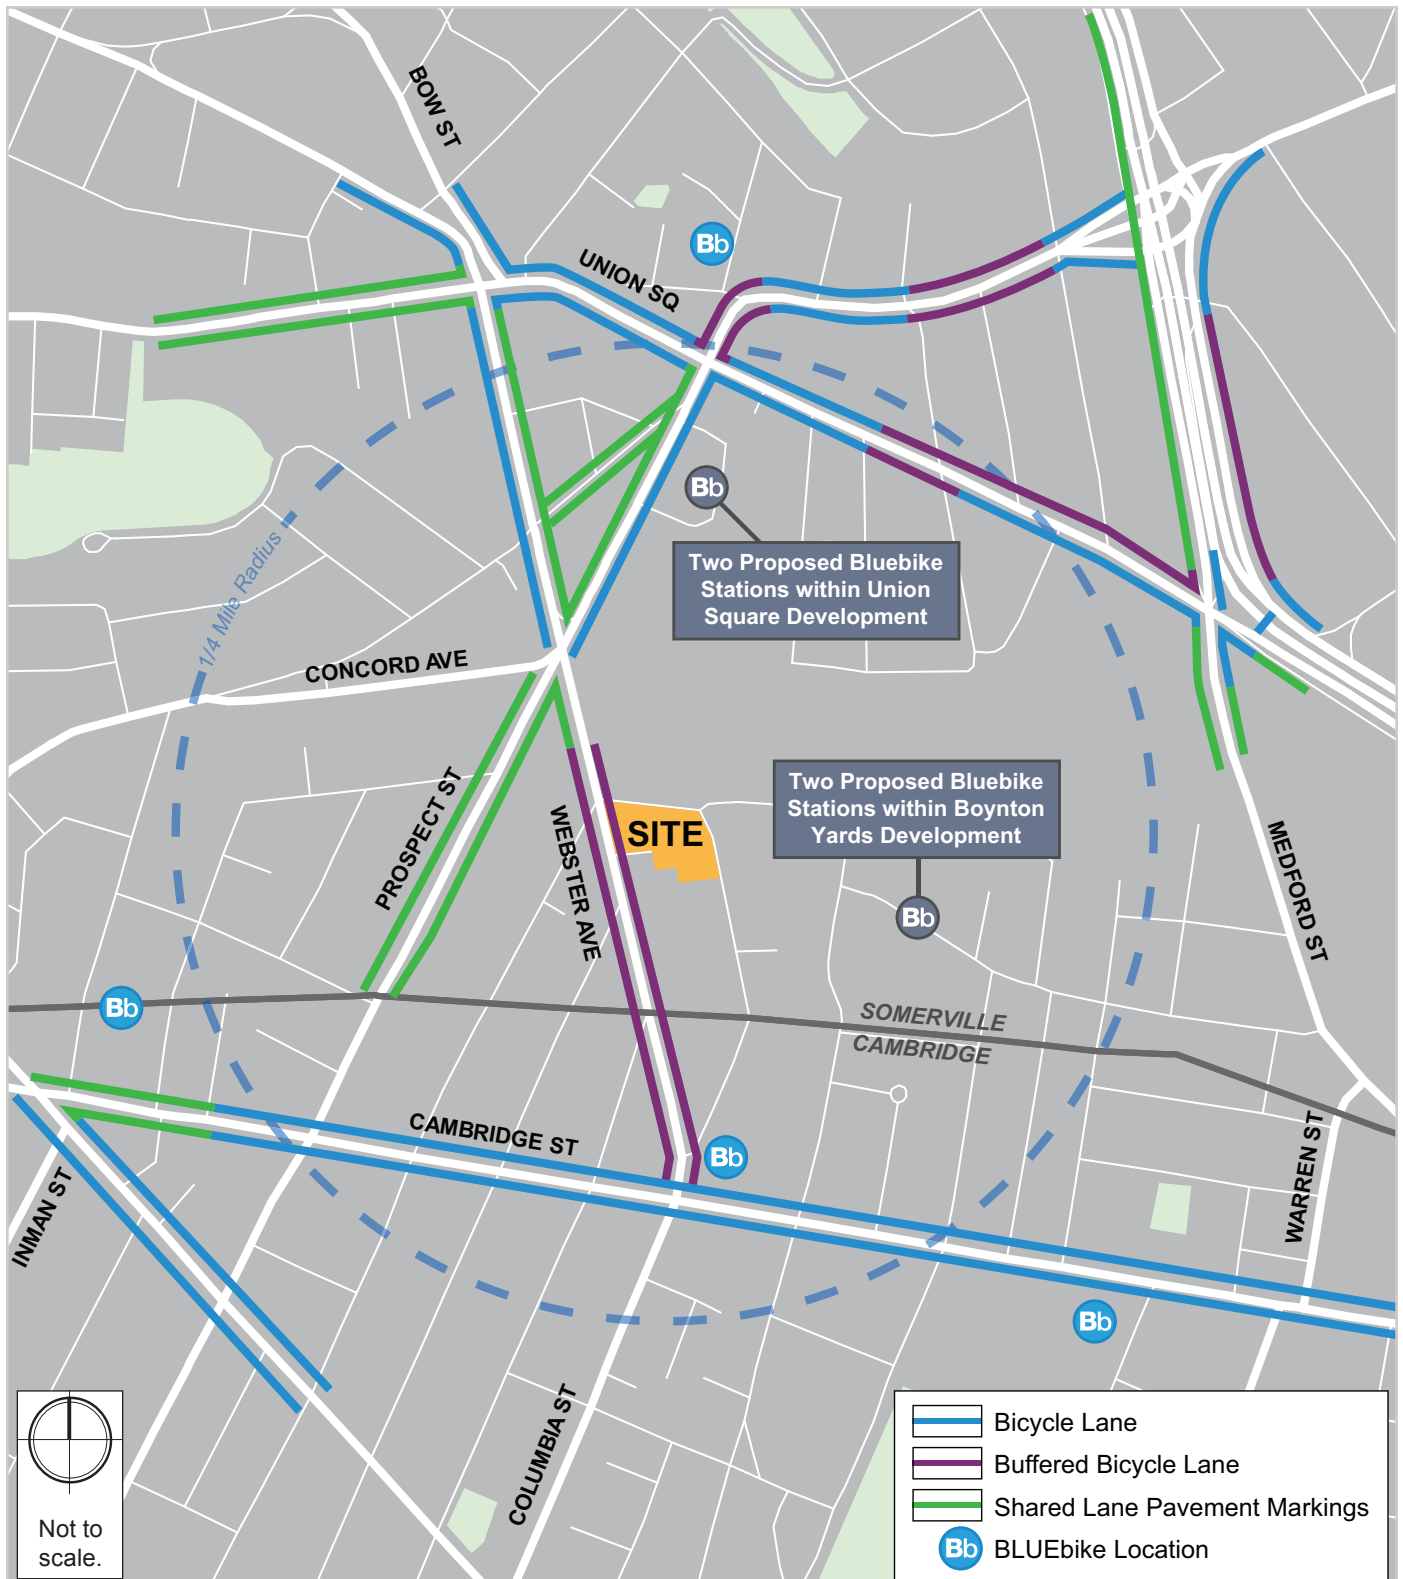 BOW ST
UNION SQ
Bb
Bb
Two Proposed Bluebike
Stations within Union
Square Development
1/4 Mile Radius
CONCORD AVE
PROSPECT ST
WEBSTER AVE
SITE
Two Proposed Bluebike
Stations within Boynton
Yards Development
Bb
MEDFORD ST
Bb
SOMERVILLE
CAMBRIDGE
CAMBRIDGE ST
Bb
INMAN ST
WARREN ST
Bb
COLUMBIA ST
Not to
scale.
Bicycle Lane
Buffered Bicycle Lane
Shared Lane Pavement Markings
Bb BLUEbike Location